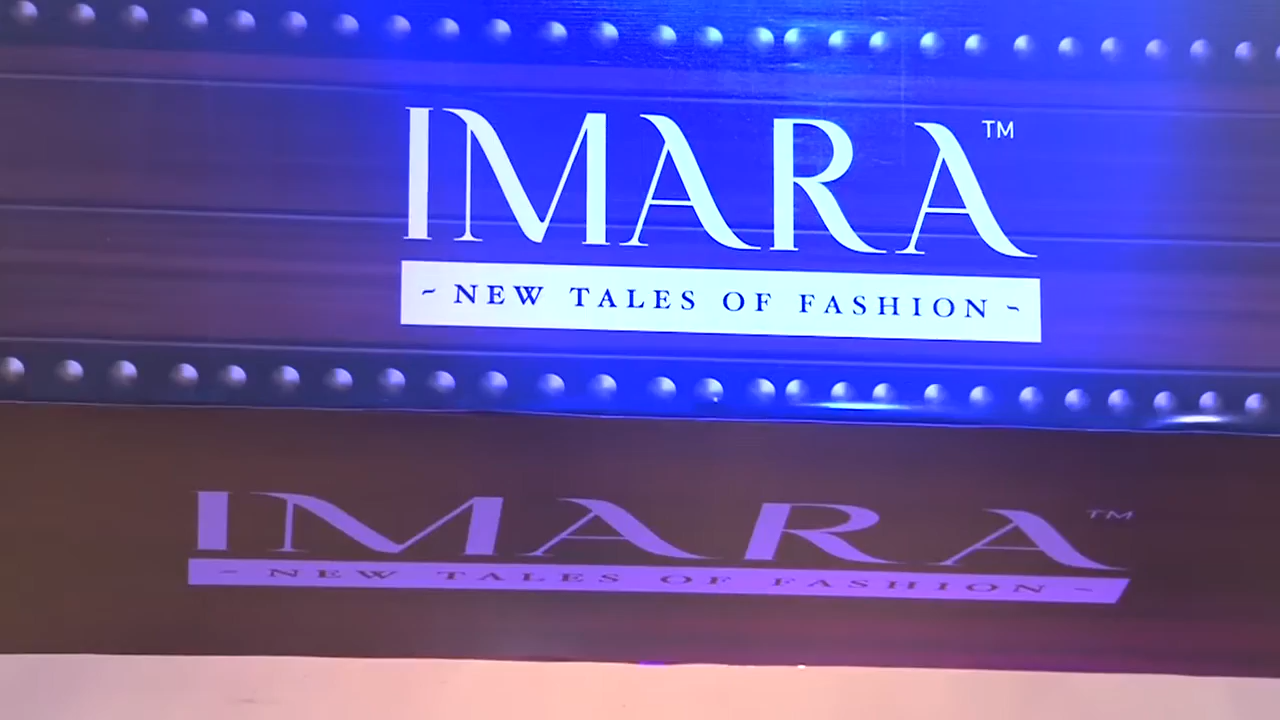 IMARA™
~ NEW TALES OF FASHION ~
IMARA™
~ NEW TALES OF FASHION ~